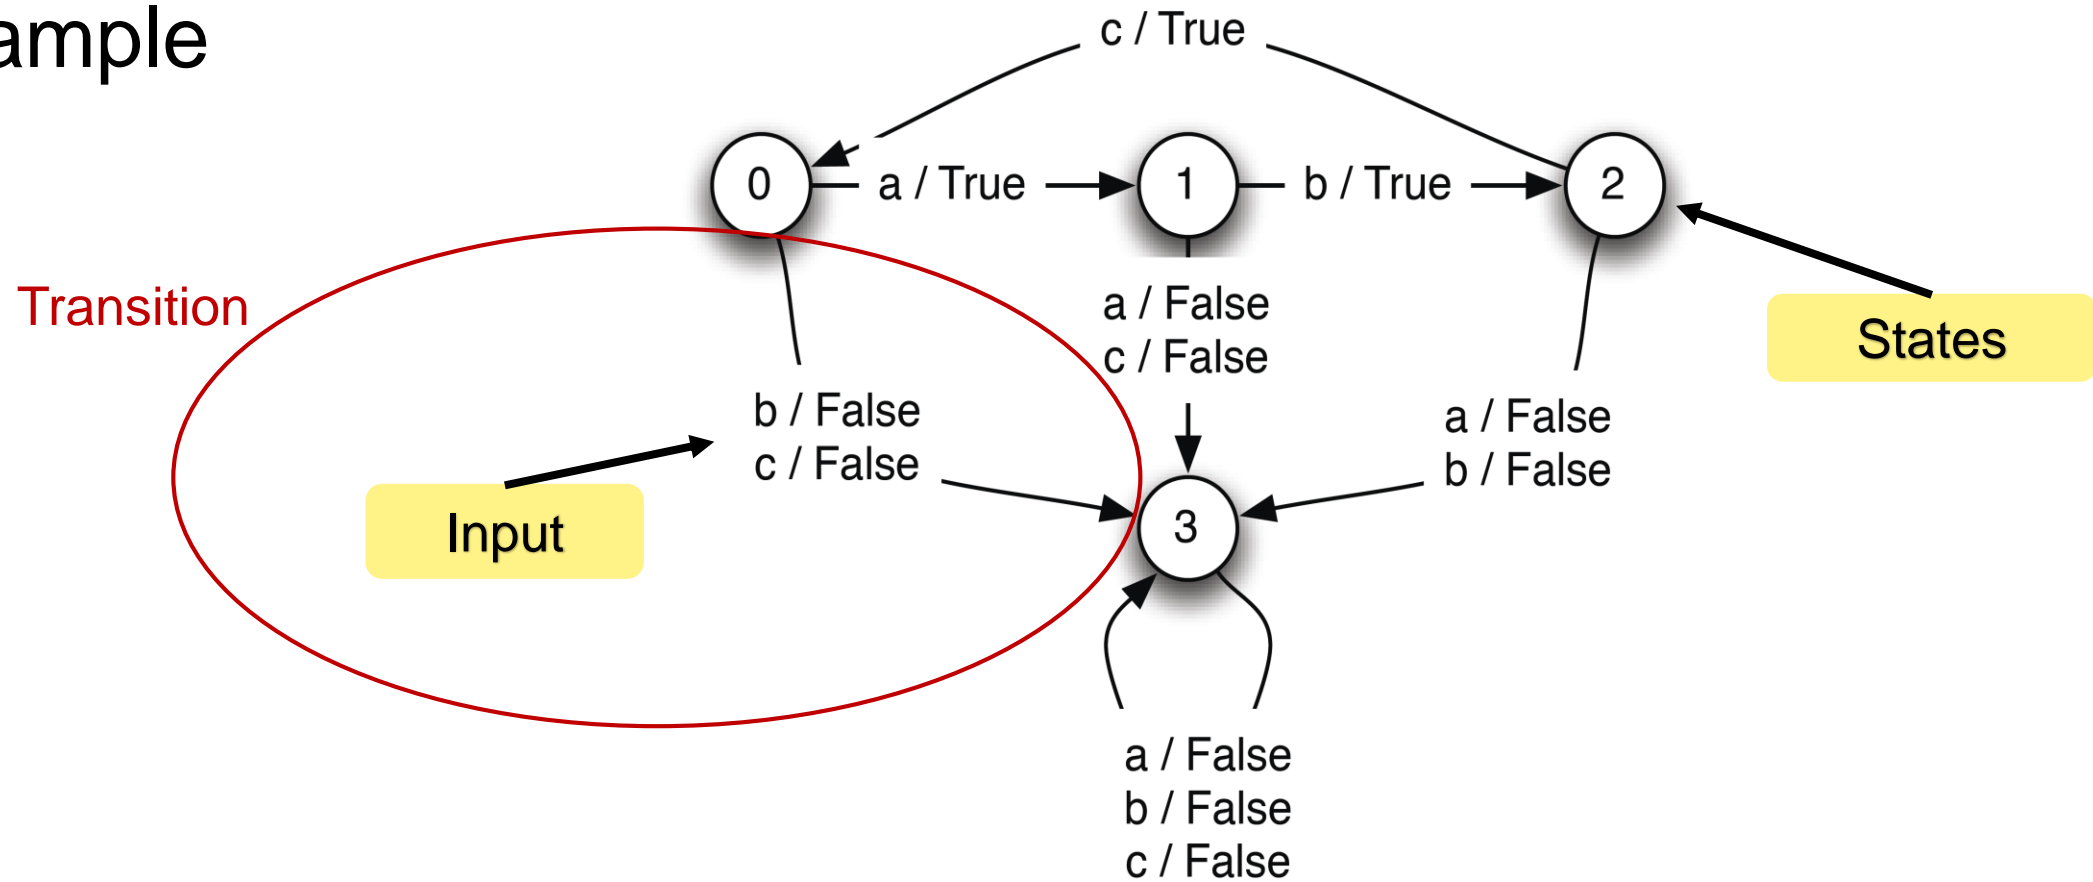 ample
c / True
0
a / True
1
b / True
2
Transition
a / False
c / False
States
b / False
c / False
a / False
b / False
Input
3
a / False
b / False
c / False